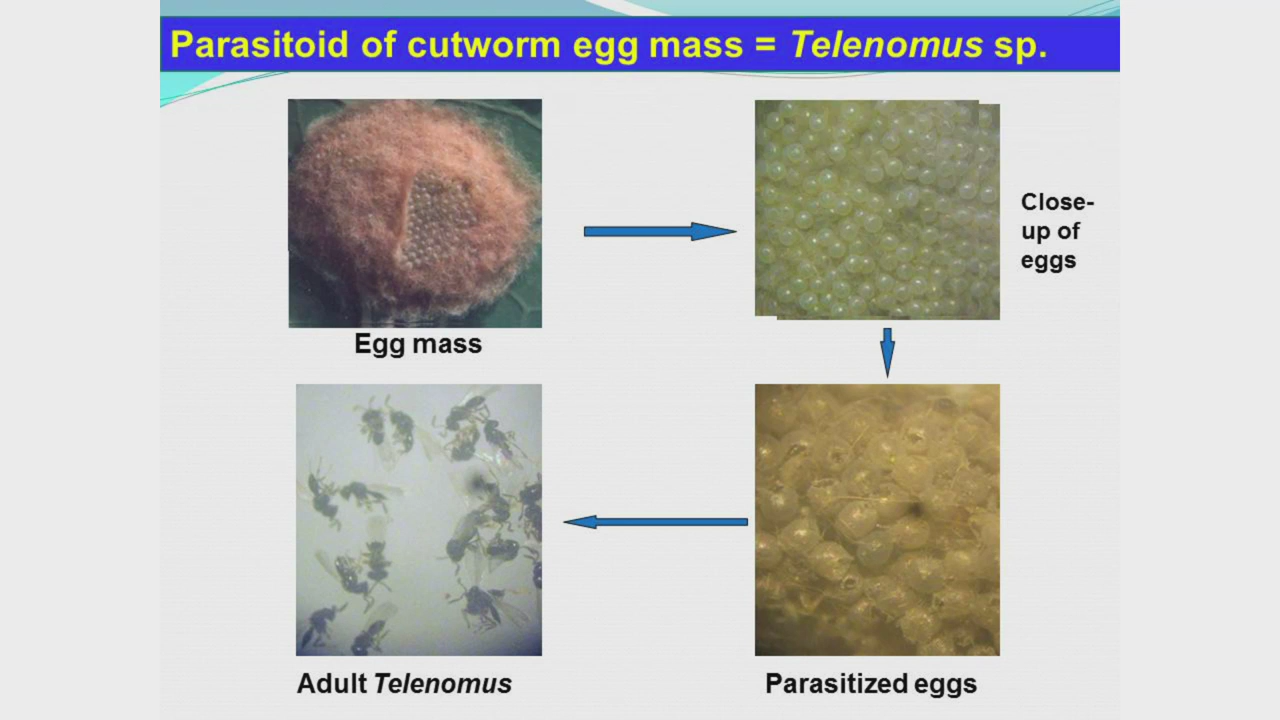 Parasitoid of cutworm egg mass = Telenomus sp.
Egg mass
Close-
up of
eggs
Adult Telenomus
Parasitized eggs